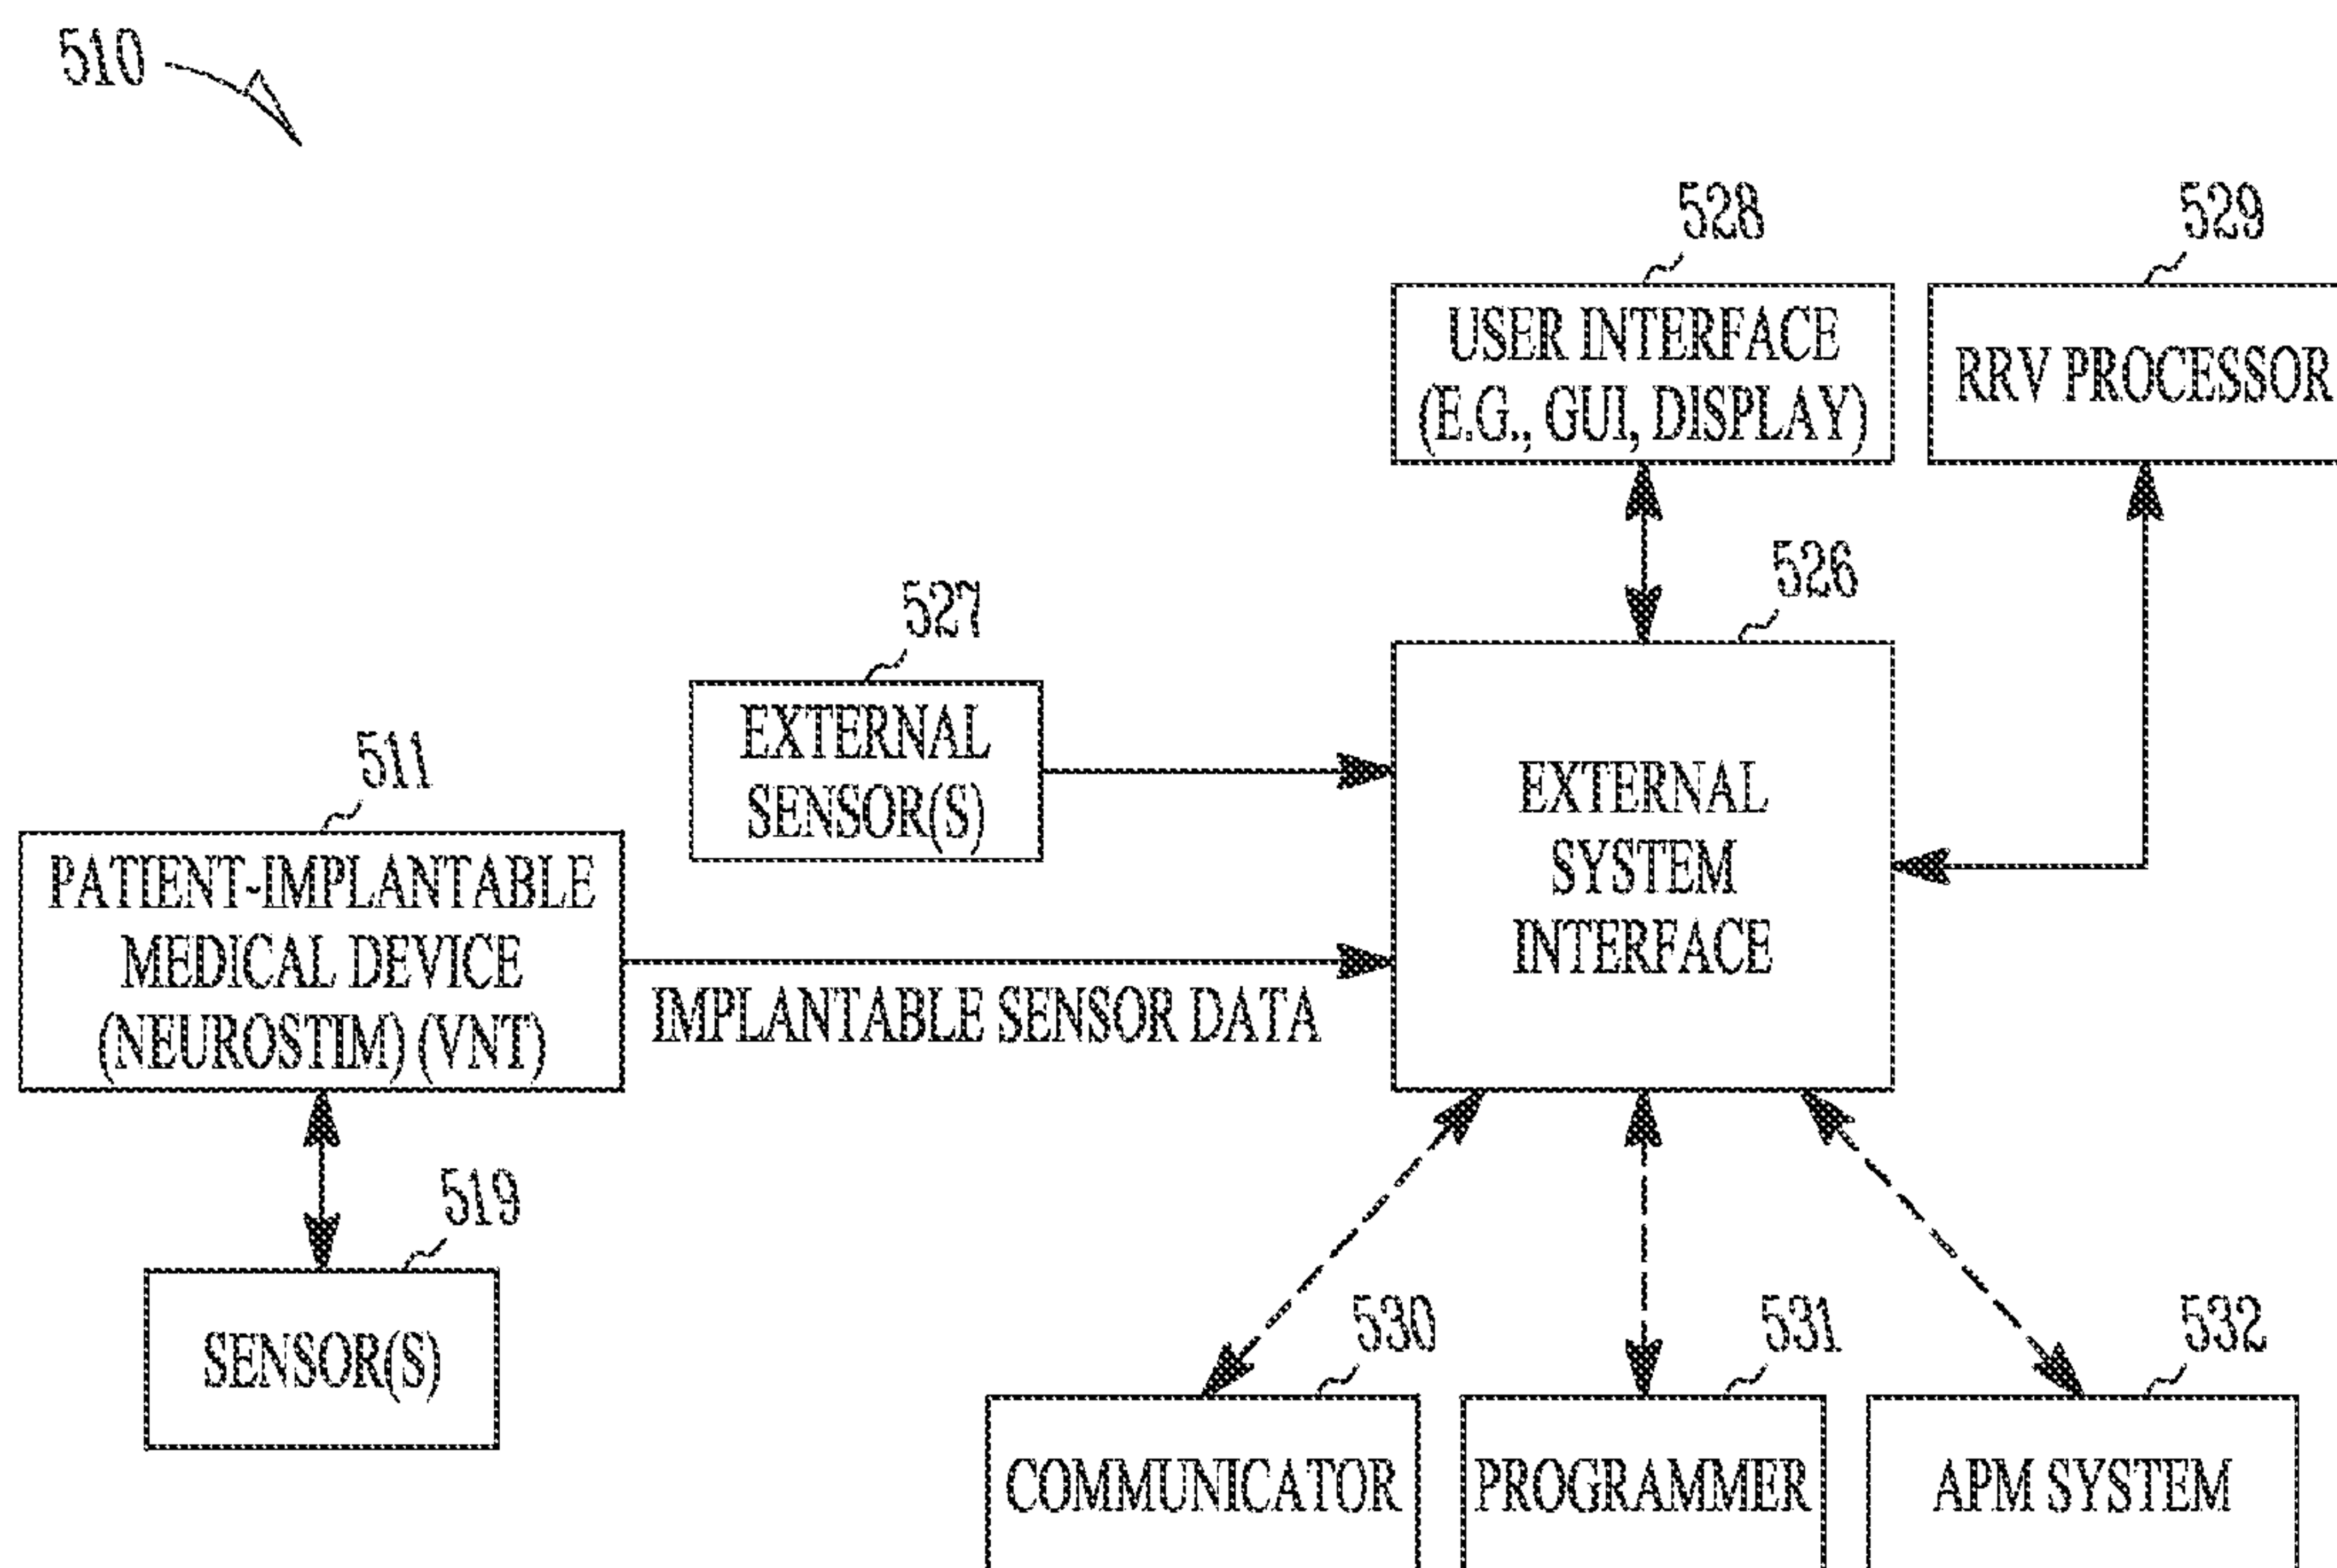 510
528
529
USER INTERFACE
(E.G., GUI, DISPLAY)
RRV PROCESSOR
526
527
EXTERNAL
SENSOR(S)
EXTERNAL
SYSTEM
INTERFACE
511
PATIENT-IMPLANTABLE
MEDICAL DEVICE
(NEUROSTIM) (VNT)
IMPLANTABLE SENSOR DATA
519
SENSOR(S)
530
531
532
COMMUNICATOR
PROGRAMMER
APM SYSTEM